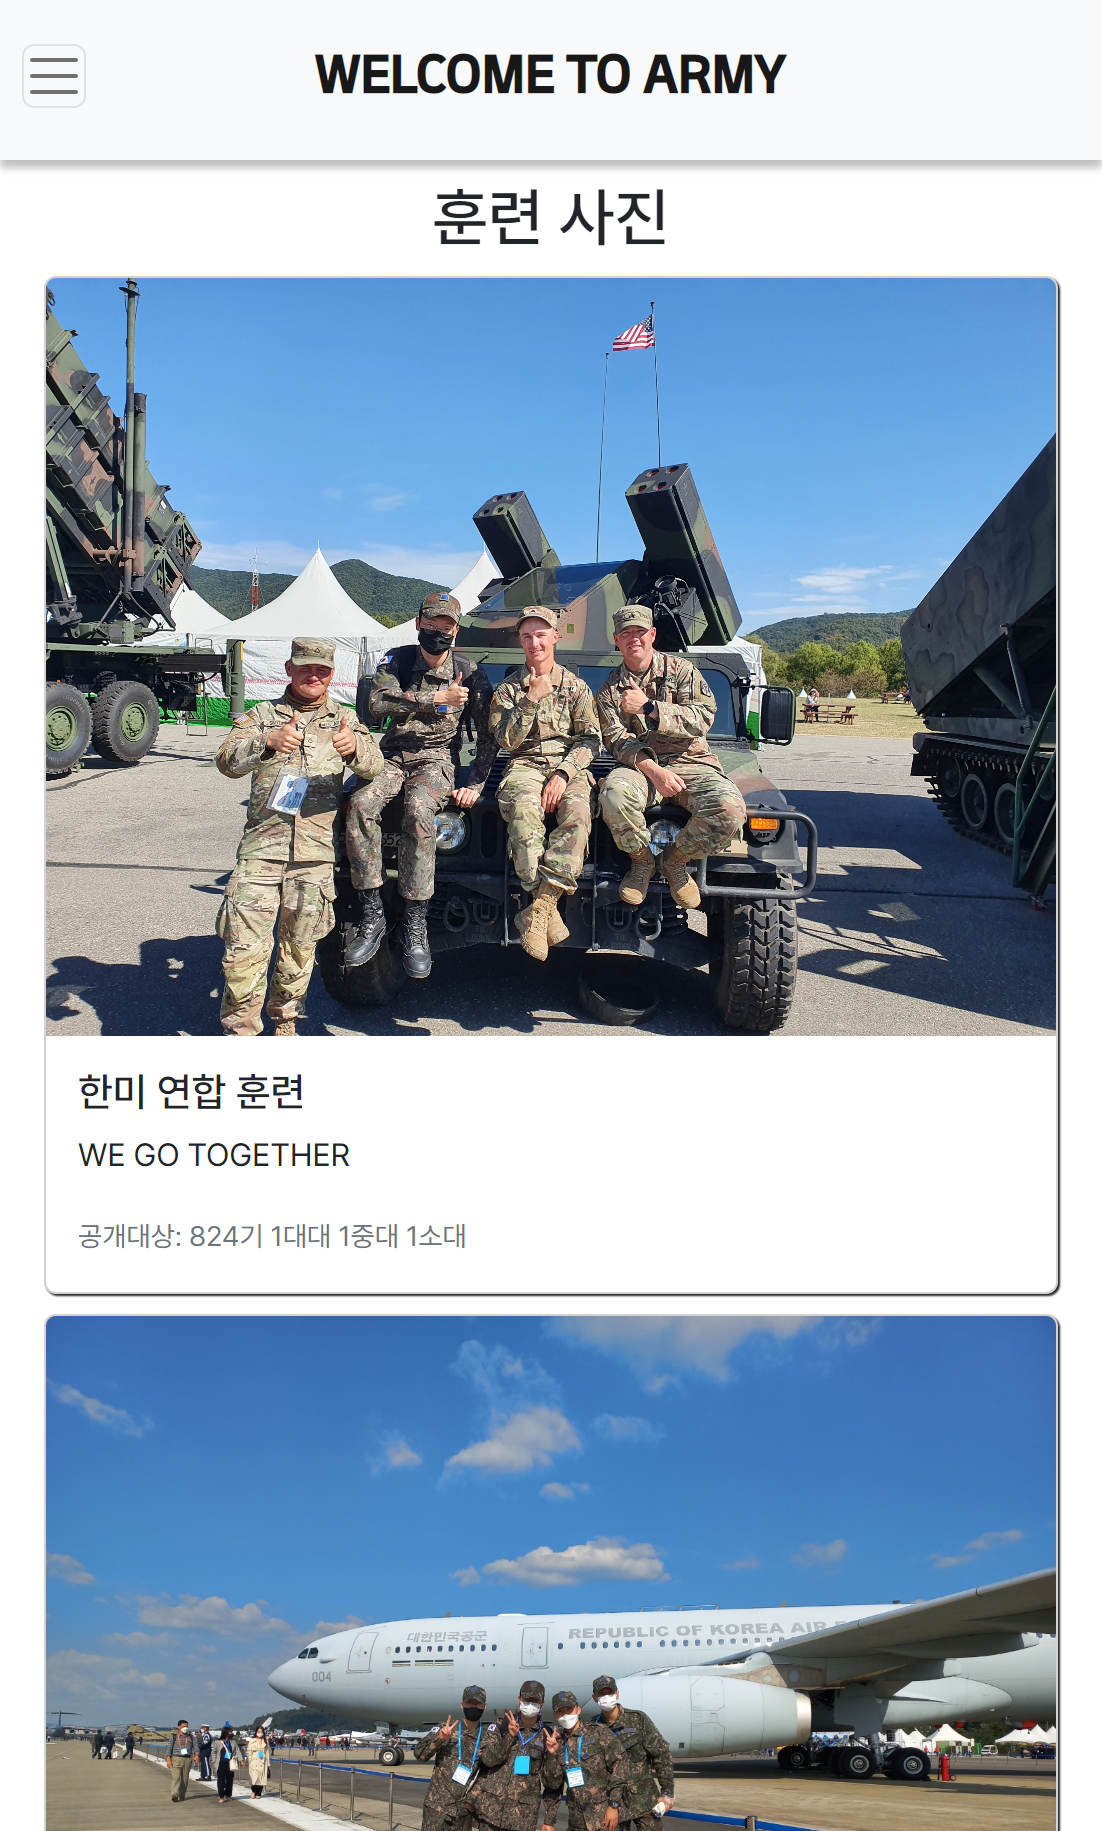 WELCOME TO ARMY
훈련 사진
한미 연합 훈련
WE GO TOGETHER
공개대상: 824기 1대대 1중대 1소대
대한민국공군
REPUBLIC OF KOREA AIR
004